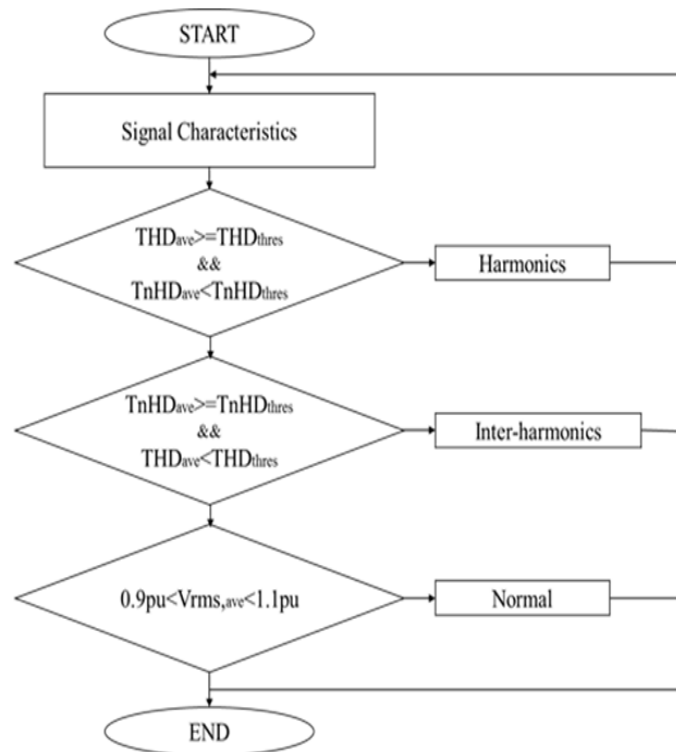 START
Signal Characteristics
THDave>=THDthres
&&
TnHDave<TnHDthres
Harmonics
TnHDave>=TnHDthres
&&
THDave<THDthres
Inter-harmonics
0.9pu<Vrms,ave<1.1pu
Normal
END